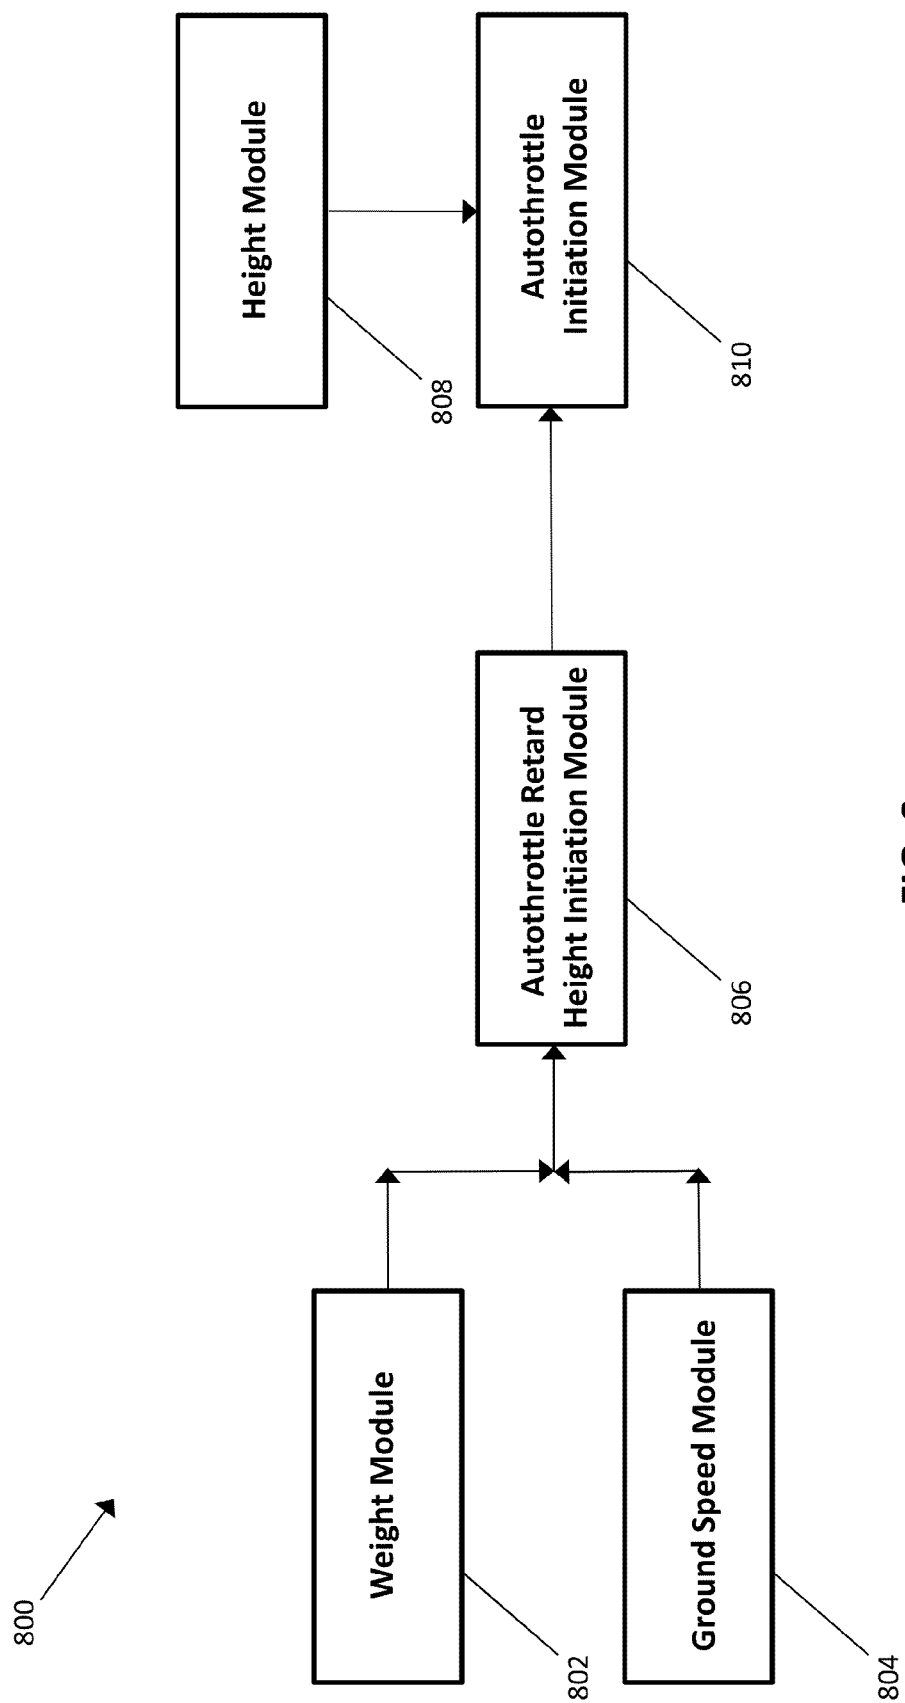 800
Height Module
808
Weight Module
802
Autothrottle Retard
Height Initiation Module
806
Autothrottle
Initiation Module
810
Ground Speed Module
804
FIG.